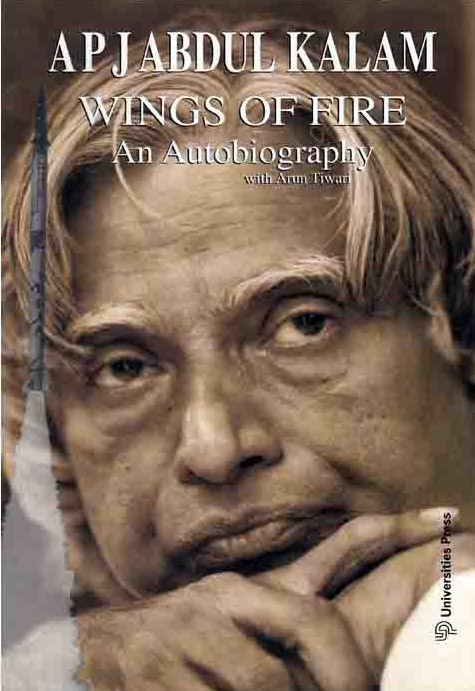 A P J ABDUL KALAM
WINGS OF FIRE
An Autobiography
with Arun Tiwari
Universities Press